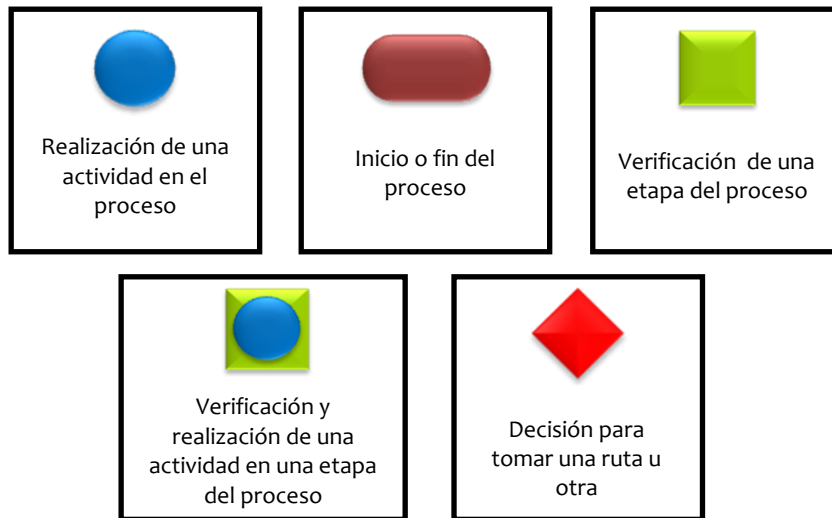 Realización de una
actividad en el
proceso
Inicio o fin del
proceso
Verificación de una
etapa del proceso
Verificación y
realización de una
actividad en una etapa
del proceso
Decisión para
tomar una ruta u
otra